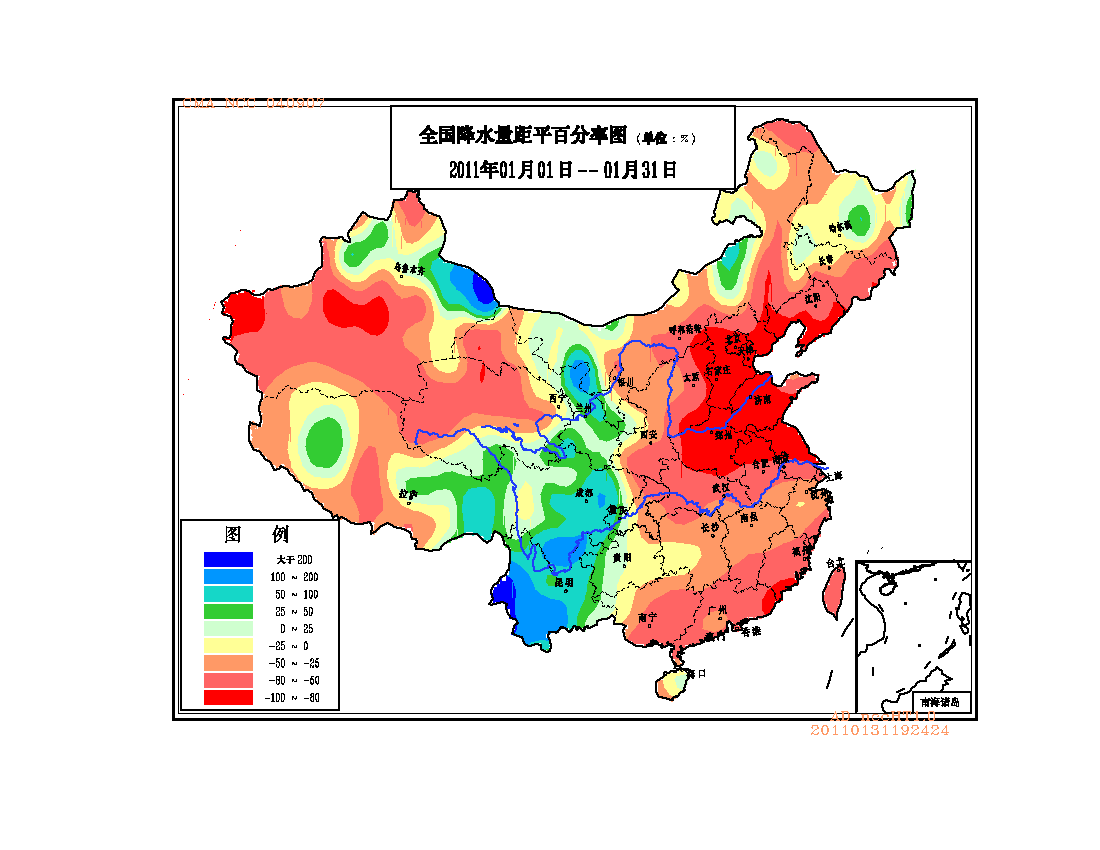 CMA NCC 040907
全国降水量距平百分率图 (单位:%)
2011年01月01日 -- 01月31日
哈尔滨
乌鲁木齐
长春
沈阳
呼和浩特
北京
天津
银川
太原
石家庄
西宁
济南
兰州
西安
郑州
拉萨
合肥
南京
上海
成都
武汉
杭州
重庆
长沙
南昌
贵阳
福州
台北
昆明
南宁
广州
澳门
香港
海口
图 例
大于 200
100 ~ 200
50 ~ 100
25 ~ 50
0 ~ 25
-25 ~ 0
-50 ~ -25
-80 ~ -50
-100 ~ -80
南海诸岛
20110131192424